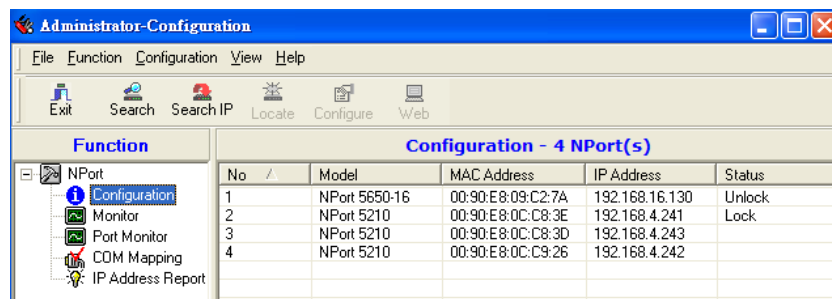 Administrator-Configuration
File Function Configuration View Help
Exit Search Search IP Locate Configure Web
Function
Configuration - 4 NPort(s)
NPort
Configuration
Monitor
Port Monitor
COM Mapping
IP Address Report
No Model MAC Address IP Address Status
1 NPort 5650-16 00:90:E8:09:C2:7A 192.168.16.130 Unlock
2 NPort 5210 00:90:E8:0C:C8:3E 192.168.4.241 Lock
3 NPort 5210 00:90:E8:0C:C8:3D 192.168.4.243
4 NPort 5210 00:90:E8:0C:C9:26 192.168.4.242